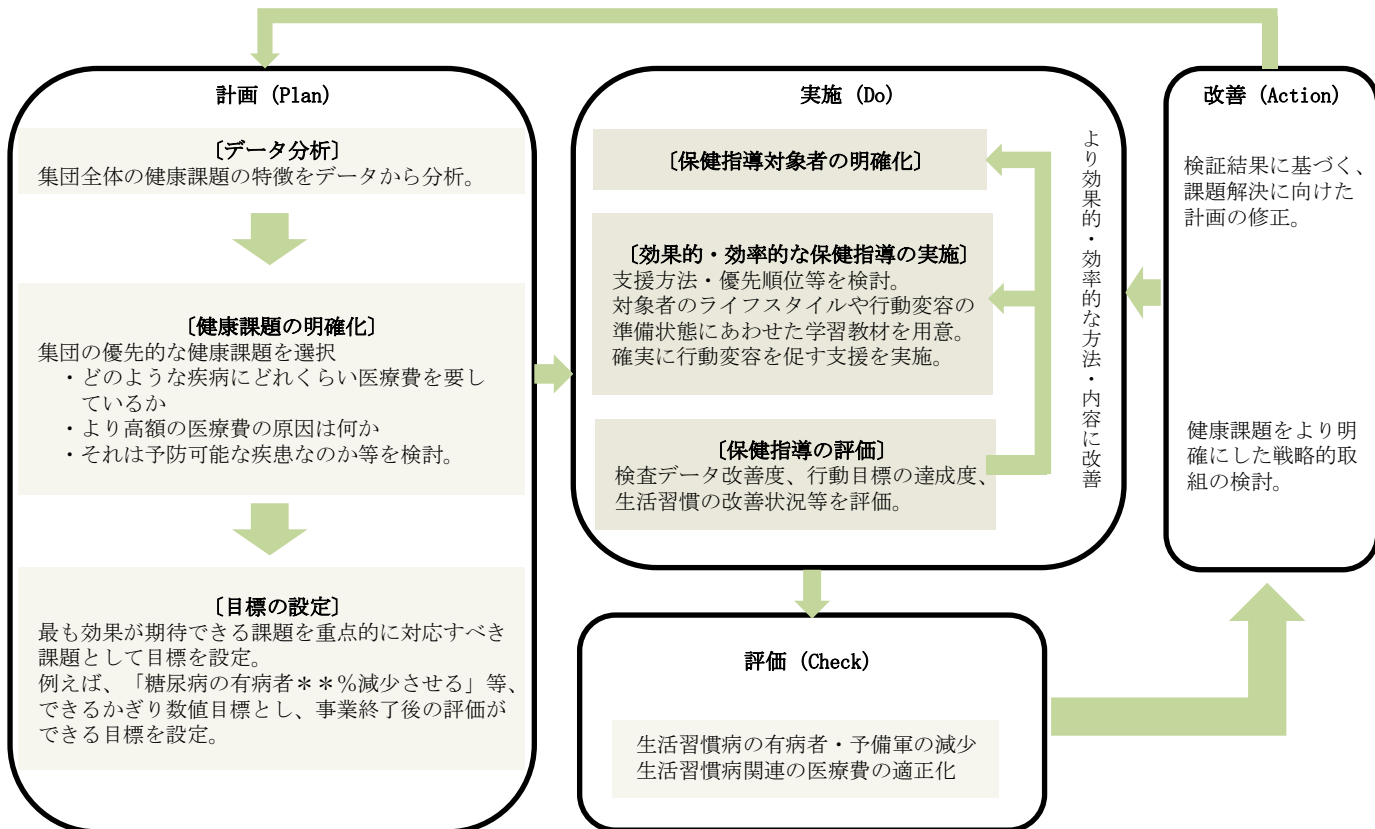 計画 (Plan)
〔データ分析〕
集団全体の健康課題の特徴をデータから分析。
〔健康課題の明確化〕
集団の優先的な健康課題を選択
・どのような疾病にどれくらい医療費を要し
ているか
・より高額の医療費の原因は何か
・それは予防可能な疾患なのか等を検討。
〔目標の設定〕
最も効果が期待できる課題を重点的に対応すべき
課題として目標を設定。
例えば、「糖尿病の有病者＊＊％減少させる」等、
できるかぎり数値目標とし、事業終了後の評価が
できる目標を設定。
実施 (Do)
〔保健指導対象者の明確化〕
〔効果的・効率的な保健指導の実施〕
支援方法・優先順位等を検討。
対象者のライフスタイルや行動変容の
準備状態にあわせた学習教材を用意。
確実に行動変容を促す支援を実施。
〔保健指導の評価〕
検査データ改善度、行動目標の達成度、
生活習慣の改善状況等を評価。
より効果的・効率的な方法・内容に改善
評価 (Check)
生活習慣病の有病者・予備軍の減少
生活習慣病関連の医療費の適正化
改善 (Action)
検証結果に基づく、
課題解決に向けた
計画の修正。
健康課題をより明
確にした戦略的取
組の検討。